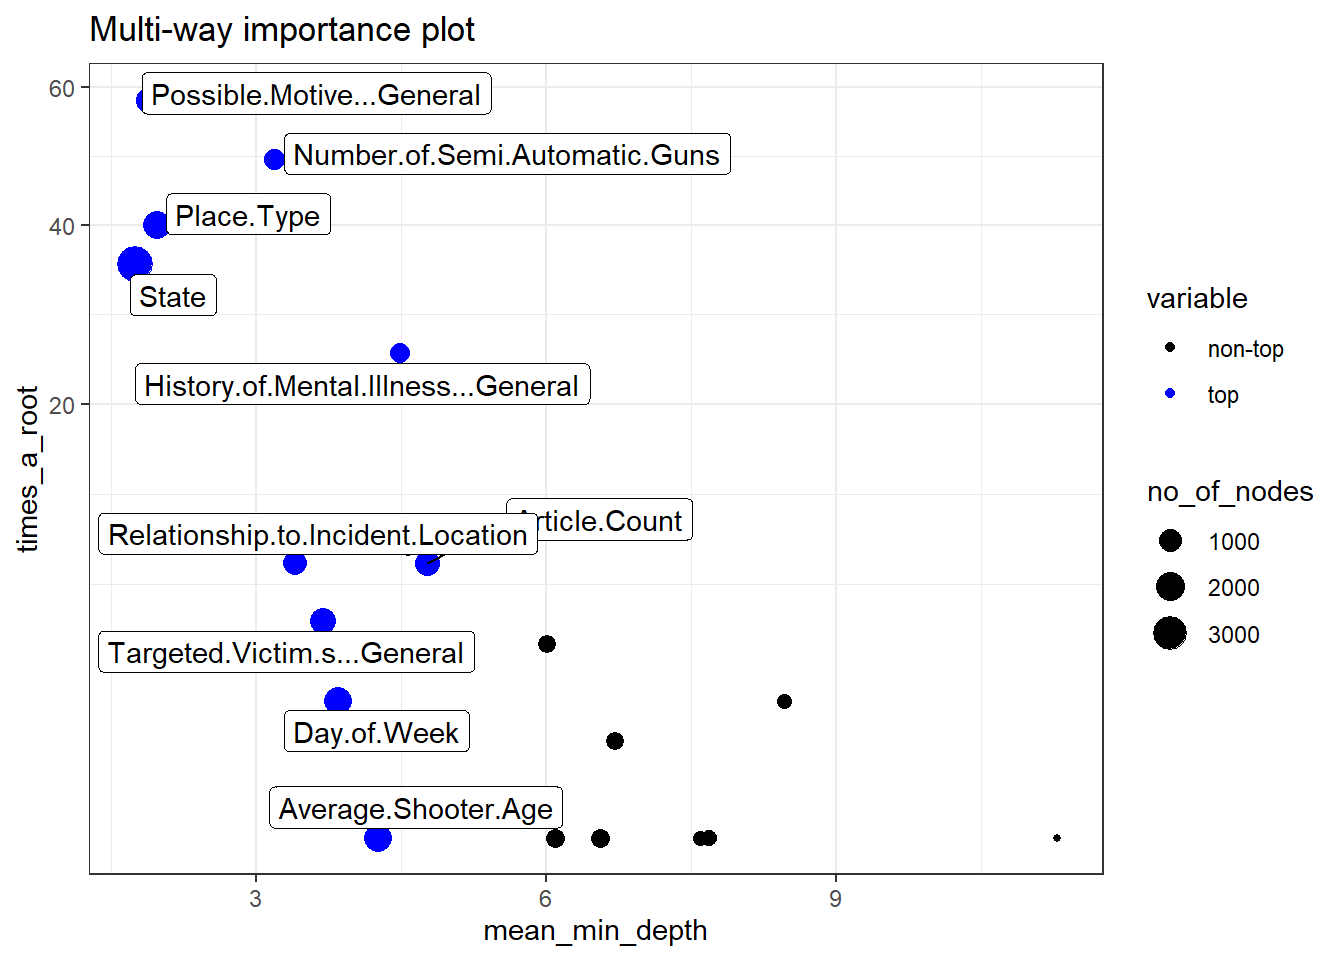 Multi-way importance plot
60
40
20
times_a_root
Possible.Motive...General
Number.of.Semi.Automatic.Guns
Place.Type
State
History.of.Mental.Illness...General
Article.Count
Relationship.to.Incident.Location
Targeted.Victim.s...General
Day.of.Week
Average.Shooter.Age
3
6
9
mean_min_depth
variable
non-top
top
no_of_nodes
1000
2000
3000